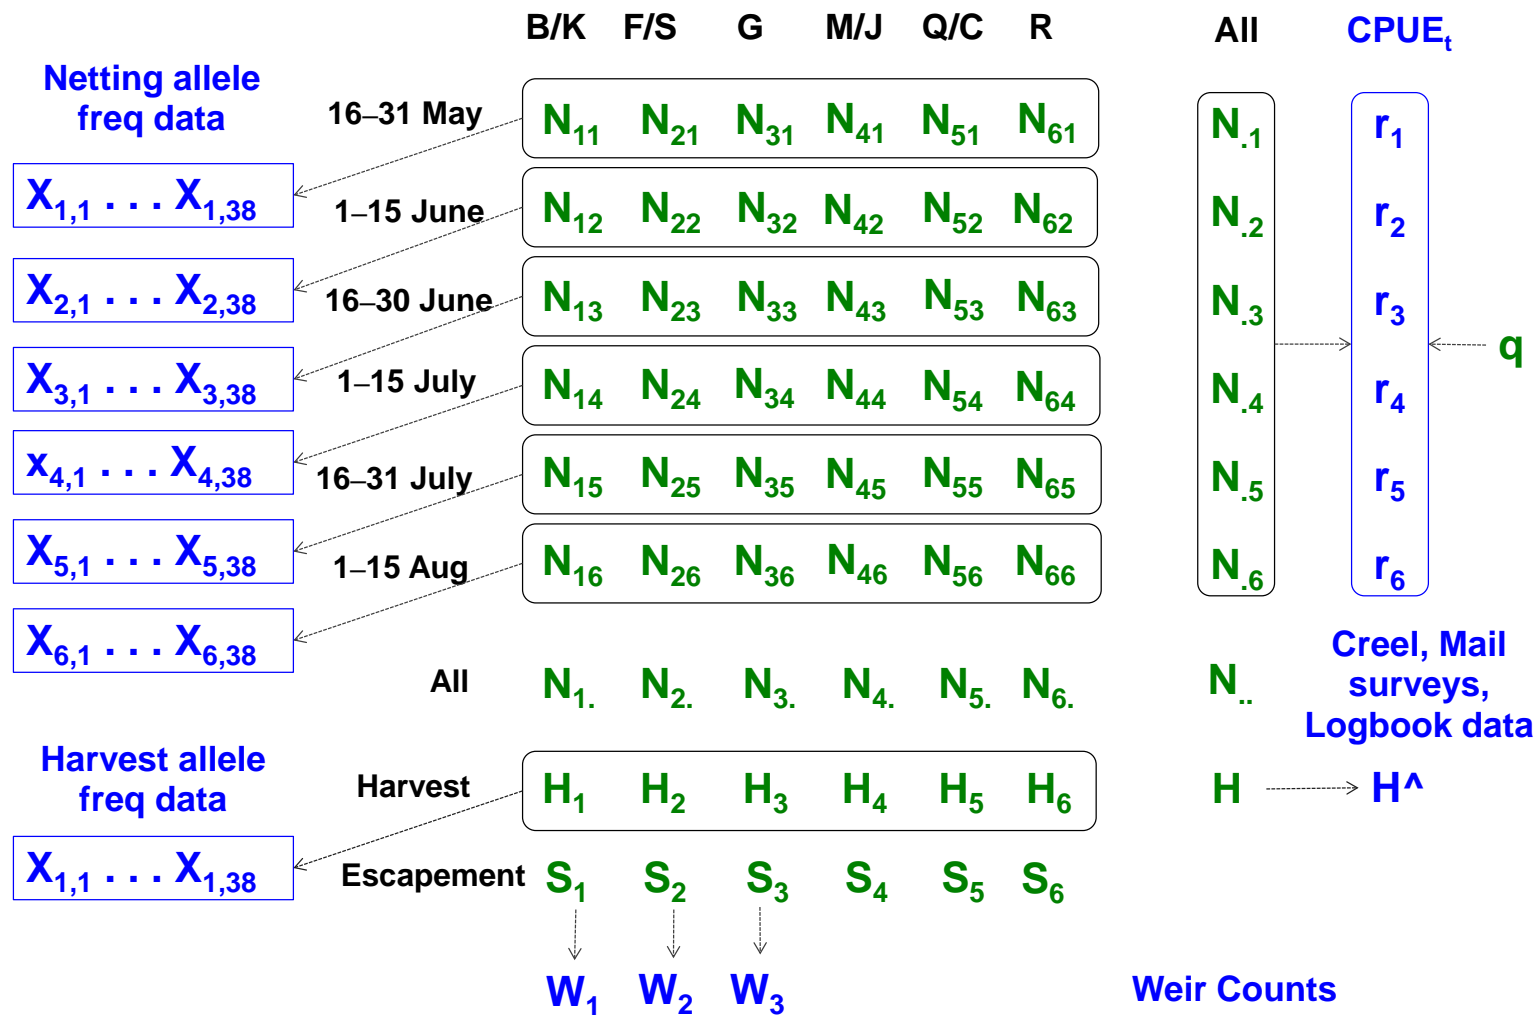 B/K F/S G M/J Q/C R All CPUEt
Netting allele
freq data
16–31 May N11 N21 N31 N41 N51 N61 N.1 r1
X1,1 . . . X1,38
1–15 June N12 N22 N32 N42 N52 N62 N.2 r2
X2,1 . . . X2,38
16–30 June N13 N23 N33 N43 N53 N63 N.3 r3
q
X3,1 . . . X3,38
1–15 July N14 N24 N34 N44 N54 N64 N.4 r4
x4,1 . . . X4,38
16–31 July N15 N25 N35 N45 N55 N65 N.5 r5
X5,1 . . . X5,38
1–15 Aug N16 N26 N36 N46 N56 N66 N.6 r6
X6,1 . . . X6,38
All N1. N2. N3. N4. N5. N6. N..
Creel, Mail
surveys,
Logbook data
Harvest allele
freq data
Harvest H1 H2 H3 H4 H5 H6 H H^
X1,1 . . . X1,38
Escapement S1 S2 S3 S4 S5 S6
W1 W2 W3 Weir Counts